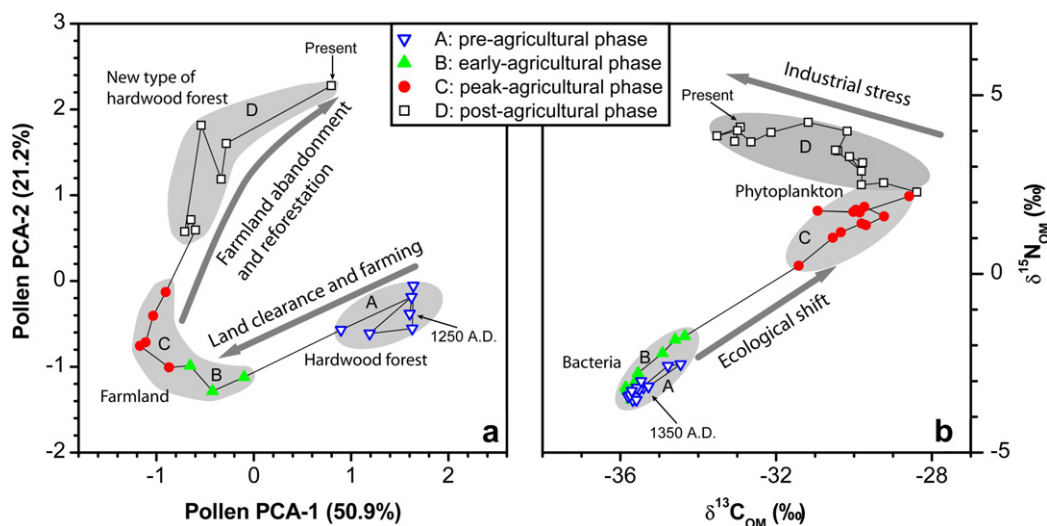 3
2
1
0
-1
-2
Pollen PCA-2 (21.2%)
-1
0
1
2
Pollen PCA-1 (50.9%)
A: pre-agricultural phase
B: early-agricultural phase
C: peak-agricultural phase
D: post-agricultural phase
Present
New type of
hardwood forest
D
Farmland abandonment
and reforestation
Land clearance and farming
A
1250 A.D.
Hardwood forest
C
B
Farmland
a
Industrial stress
Present
D
Phytoplankton
C
Ecological shift
Bacteria
B
A
1350 A.D.
b
5
0
-5
δ15NOM (‰)
-36
-32
-28
δ13COM (‰)